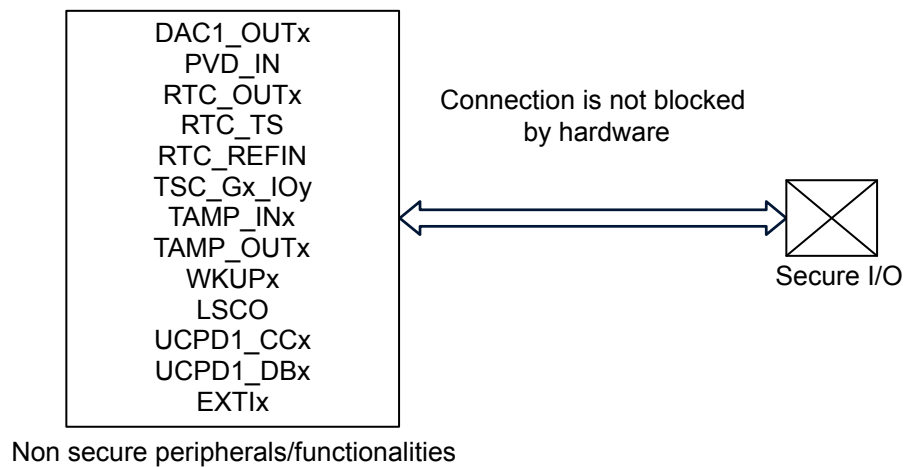 DAC1_OUTx
PVD_IN
RTC_OUTx
RTC_TS
RTC_REFIN
TSC_Gx_IOy
TAMP_INx
TAMP_OUTx
WKUPx
LSCO
UCPD1_CCx
UCPD1_DBx
EXTIx
Connection is not blocked
by hardware
Secure I/O
Non secure peripherals/functionalities